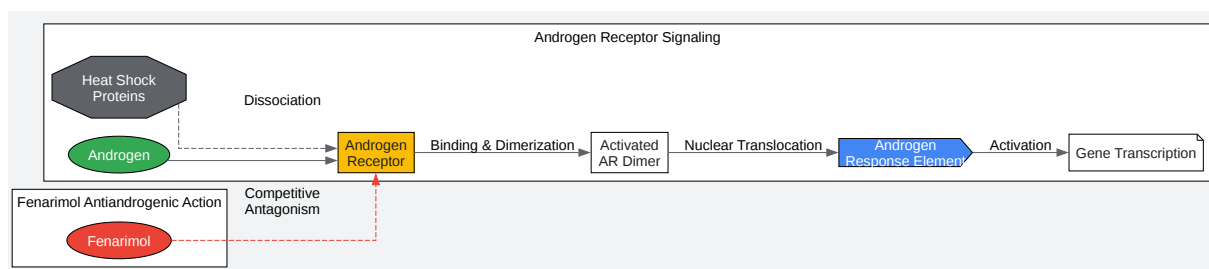 Androgen Receptor Signaling
Heat Shock
Proteins
Dissociation
Androgen
Androgen
Receptor
Binding & Dimerization
Activated
AR Dimer
Nuclear Translocation
Androgen
Response Element
Activation
Gene Transcription
Fenarimol Antiandrogenic Action
Competitive
Antagonism
Fenarimol